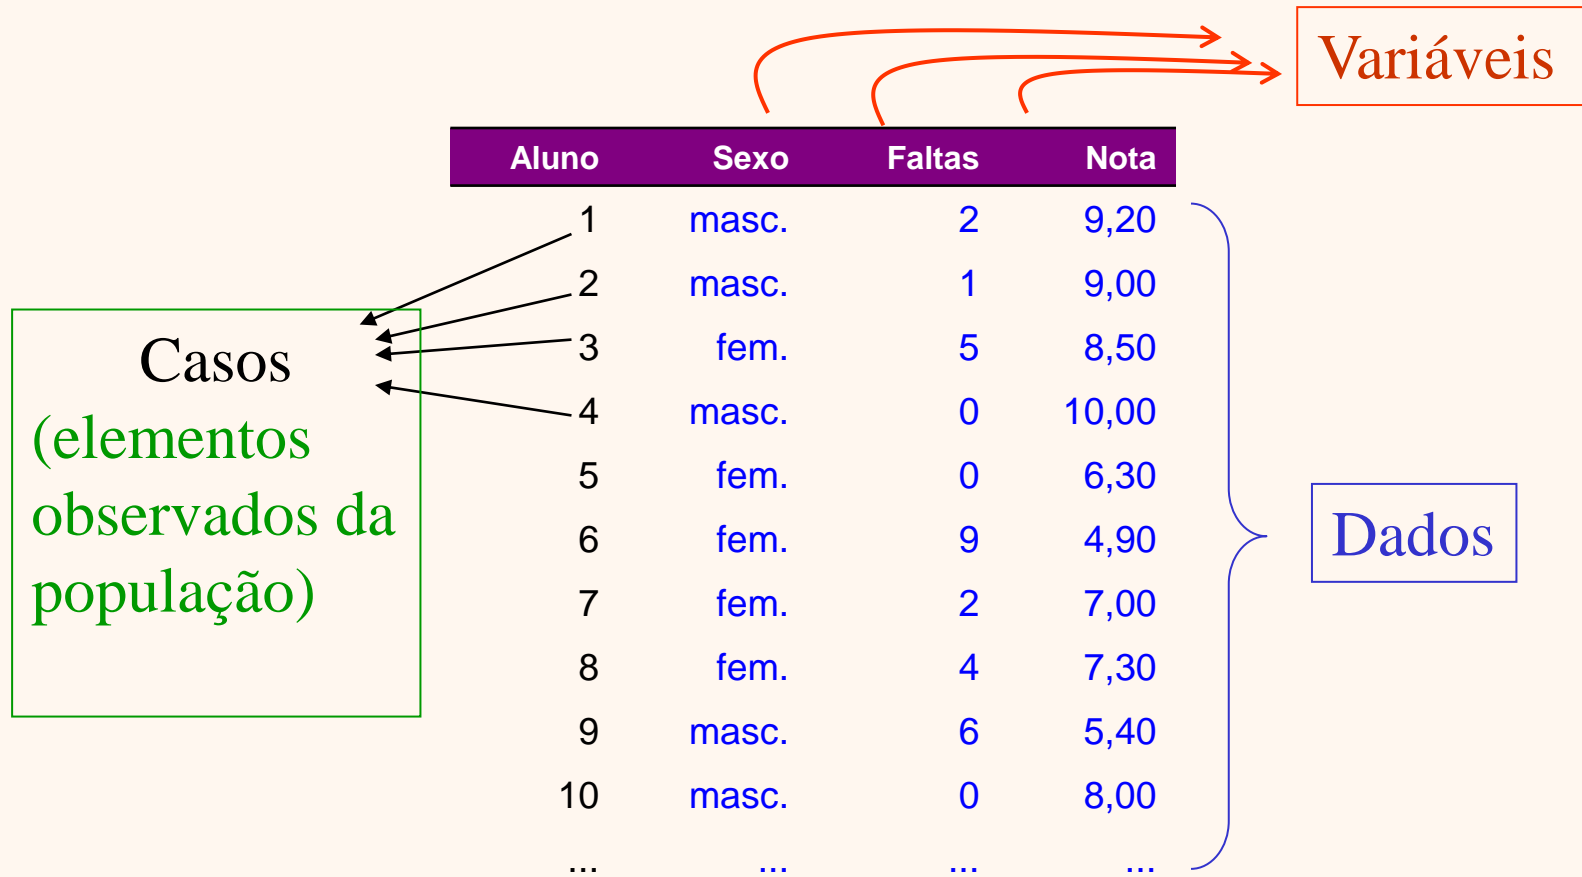 Variáveis
Aluno Sexo Faltas Nota
1 masc. 2 9,20
2 masc. 1 9,00
3 fem. 5 8,50
4 masc. 0 10,00
5 fem. 0 6,30
6 fem. 9 4,90
7 fem. 2 7,00
8 fem. 4 7,30
9 masc. 6 5,40
10 masc. 0 8,00
... ... ... ...
Casos
(elementos
observados da
população)
Dados